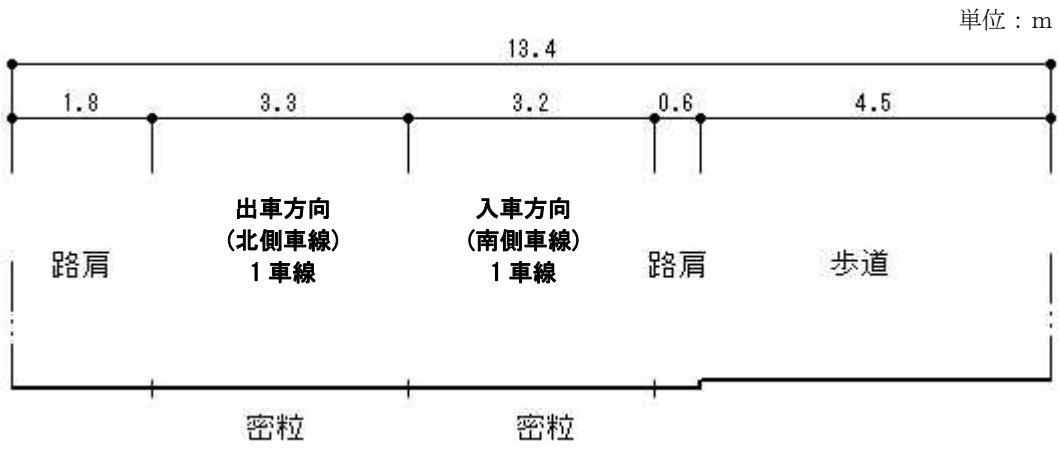 単位：m
13.4
1.8 3.3 3.2 0.6 4.5
出車方向
(北側車線)
1車線
入車方向
(南側車線)
1車線
路肩 路肩 歩道
密粒 密粒